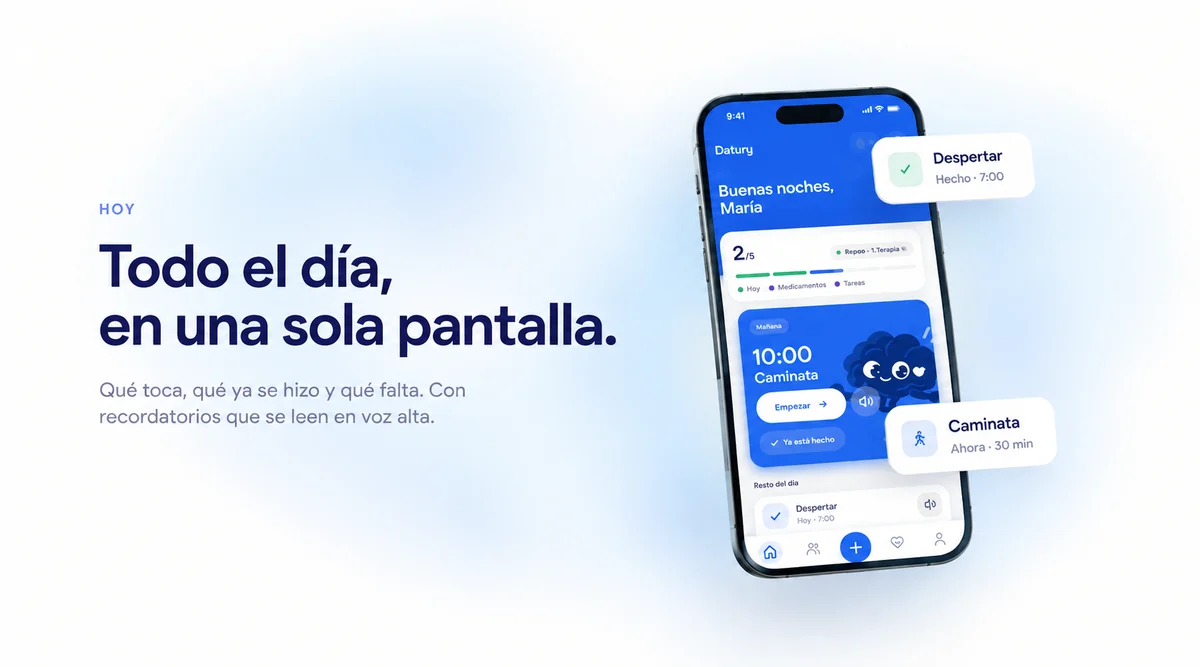 HOY
Todo el día,
en una sola pantalla.
Qué toca, qué ya se hizo y qué falta. Con
recordatorios que se leen en voz alta.
9:41
Datury
Buenas noches,
María
2/5
Repoo · 1.Terapia
Hoy
Medicamentos
Tareas
Mañana
10:00
Caminata
Empezar →
✓ Ya está hecho
Resto del día
Despertar
Hoy · 7:00
Despertar
Hecho · 7:00
Caminata
Ahora · 30 min